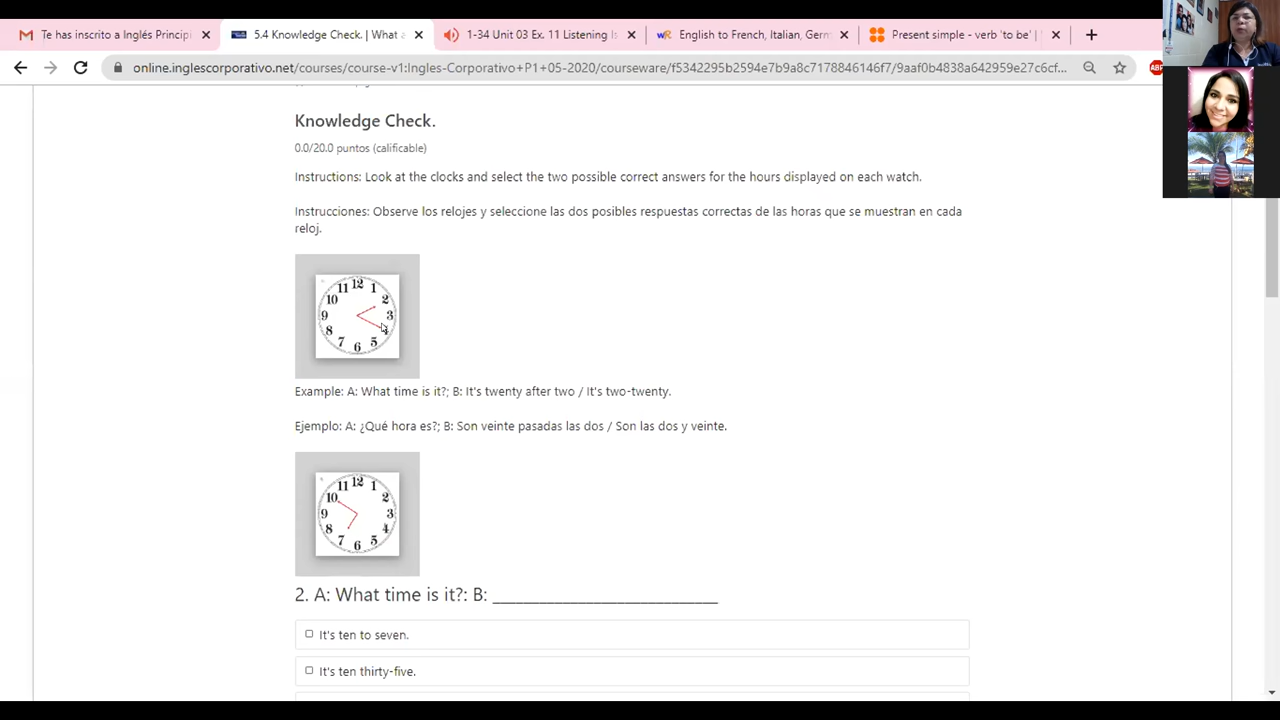 Te has inscrito a Inglés Principi
5.4 Knowledge Check. | What a
1-34 Unit 03 Ex. 11 Listening
English to French, Italian, Germ
Present simple - verb 'to be' |
online.inglescorporativo.net/courses/course-v1:Ingles-Corporativo+P1+05-2020/courseware/f5342295b2594e7b9a8c7178846146f7/9aaf0b4838a642959e27c6cf...
ABP
Knowledge Check.
0.0/20.0 puntos (calificable)
Instructions: Look at the clocks and select the two possible correct answers for the hours displayed on each watch.
Instrucciones: Observe los relojes y seleccione las dos posibles respuestas correctas de las horas que se muestran en cada
reloj.
12
11 1
10 2
9 3
8 4
7 5
6
Example: A: What time is it?; B: It's twenty after two / It's two-twenty.
Ejemplo: A: ¿Qué hora es?; B: Son veinte pasadas las dos / Son las dos y veinte.
12
11 1
10 2
9 3
8 4
7 5
6
2. A: What time is it?: B: ____________________________
It's ten to seven.
It's ten thirty-five.